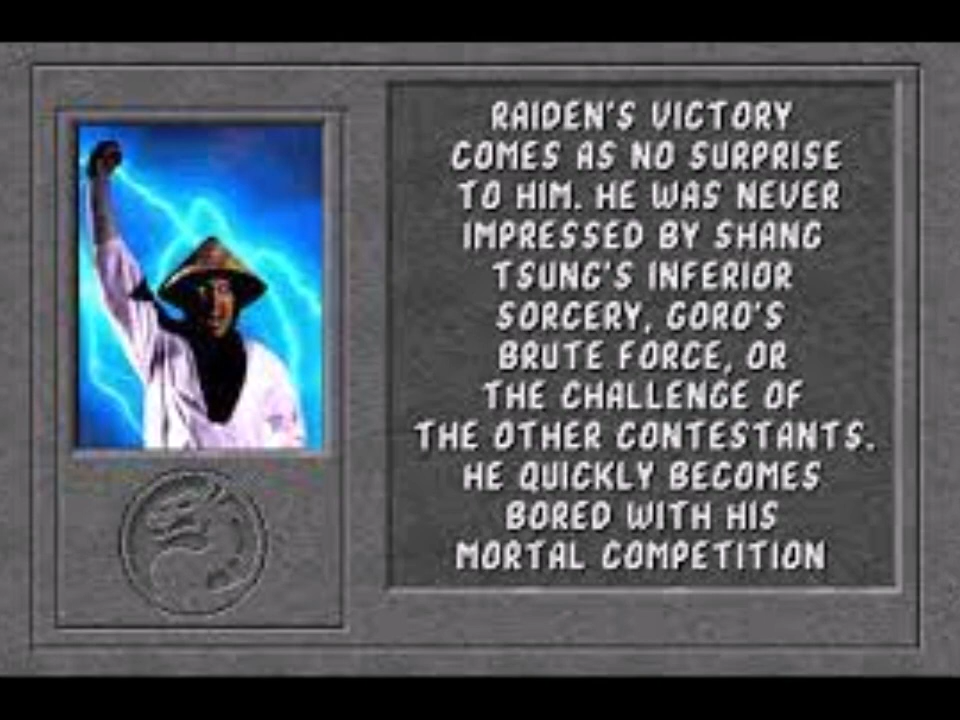 RAIDEN'S VICTORY
COMES AS NO SURPRISE
TO HIM. HE WAS NEVER
IMPRESSED BY SHANG
TSUNG'S INFERIOR
SORCERY, GORO'S
BRUTE FORCE, OR
THE CHALLENGE OF
THE OTHER CONTESTANTS.
HE QUICKLY BECOMES
BORED WITH HIS
MORTAL COMPETITION